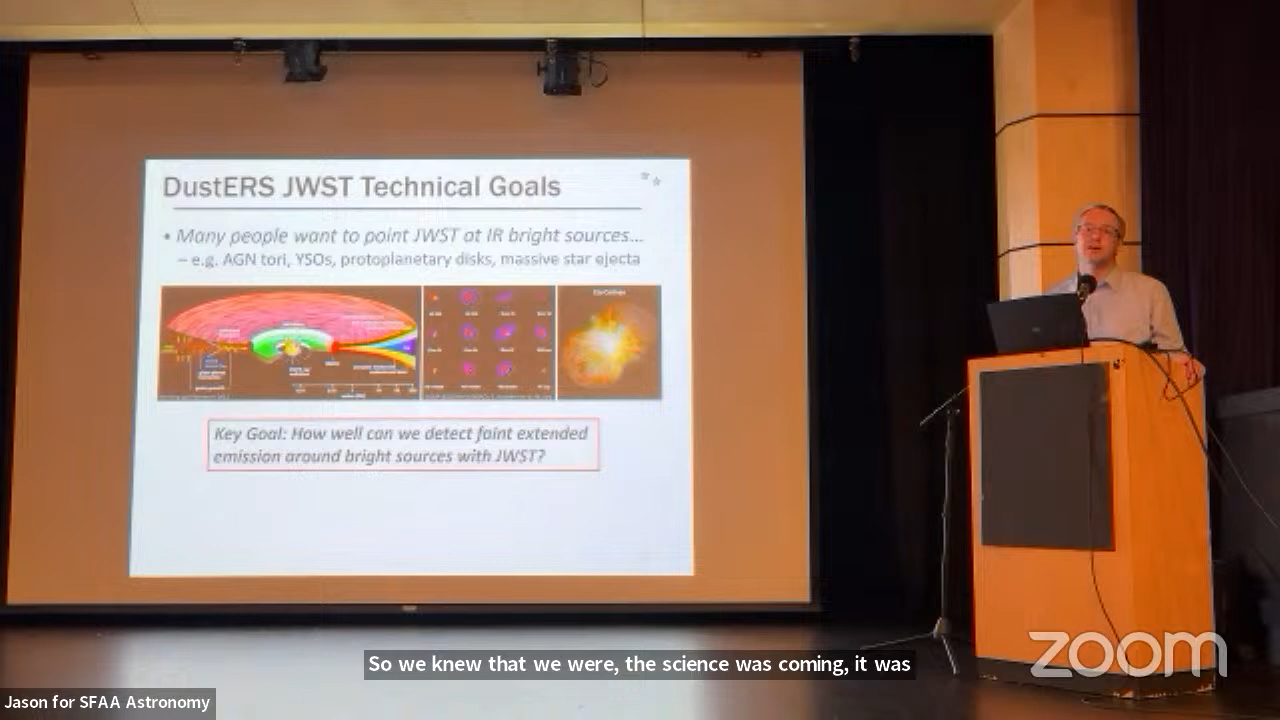 DustERS JWST Technical Goals
• Many people want to point JWST at IR bright sources...
– e.g. AGN tori, YSOs, protoplanetary disks, massive star ejecta
Key Goal: How well can we detect faint extended
emission around bright sources with JWST?
So we knew that we were, the science was coming, it was
zoom
Jason for SFAA Astronomy